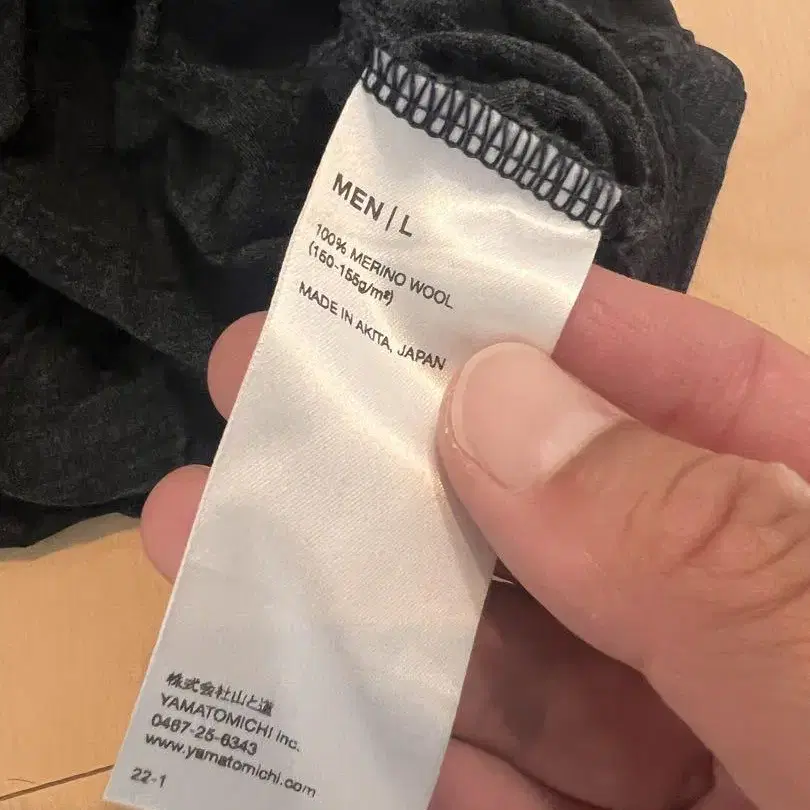 MEN | L
100% MERINO WOOL
(150-155g/m²)
MADE IN AKITA, JAPAN
株式会社山と道
YAMATOMICHI Inc.
0467-25-6343
www.yamatomichi.com
22-1